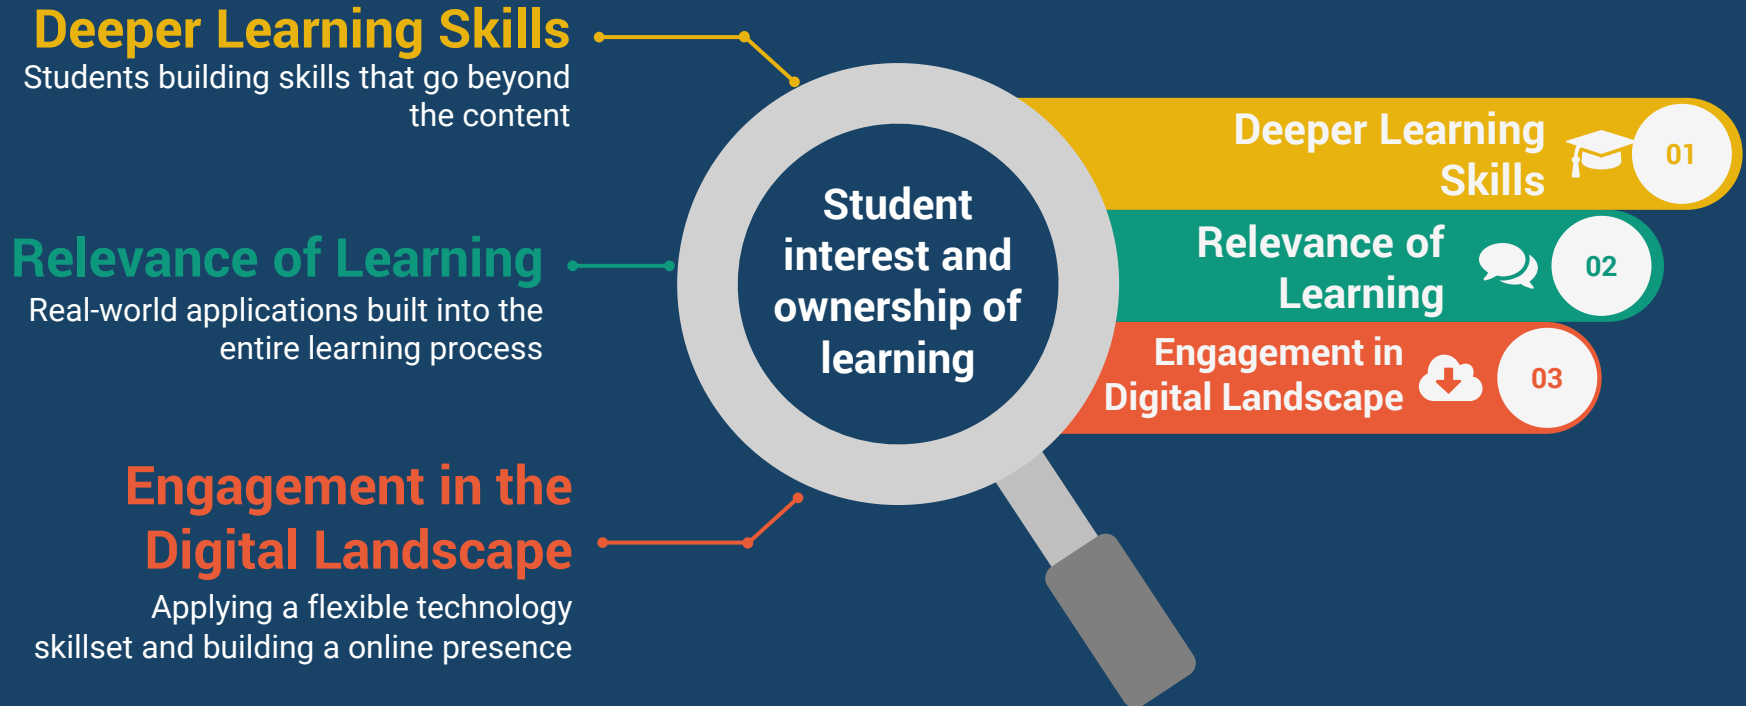 Deeper Learning Skills
Students building skills that go beyond
the content
Relevance of Learning
Real-world applications built into the
entire learning process
Engagement in the
Digital Landscape
Applying a flexible technology
skillset and building a online presence
Student
interest and
ownership of
learning
Deeper Learning
Skills
01
Relevance of
Learning
02
Engagement in
Digital Landscape
03